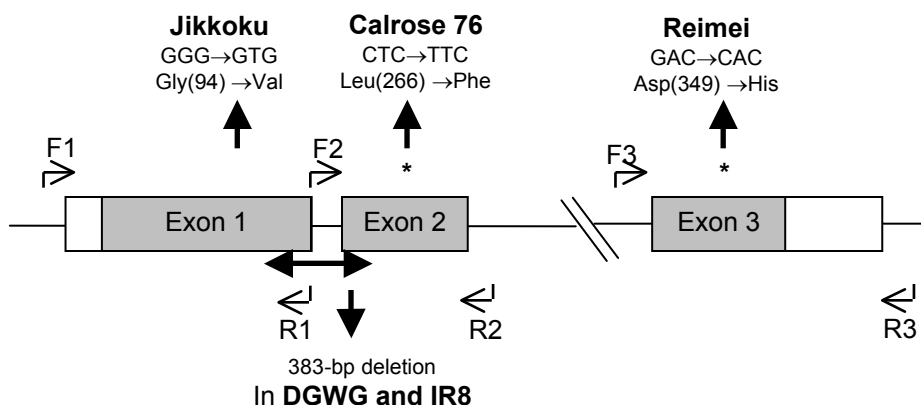 Jikkoku
GGG→GTG
Gly(94) →Val
Calrose 76
CTC→TTC
Leu(266) →Phe
Reimei
GAC→CAC
Asp(349) →His
F1
F2
*
F3
*
Exon 1
Exon 2
Exon 3
R1
R2
R3
383-bp deletion
In DGWG and IR8